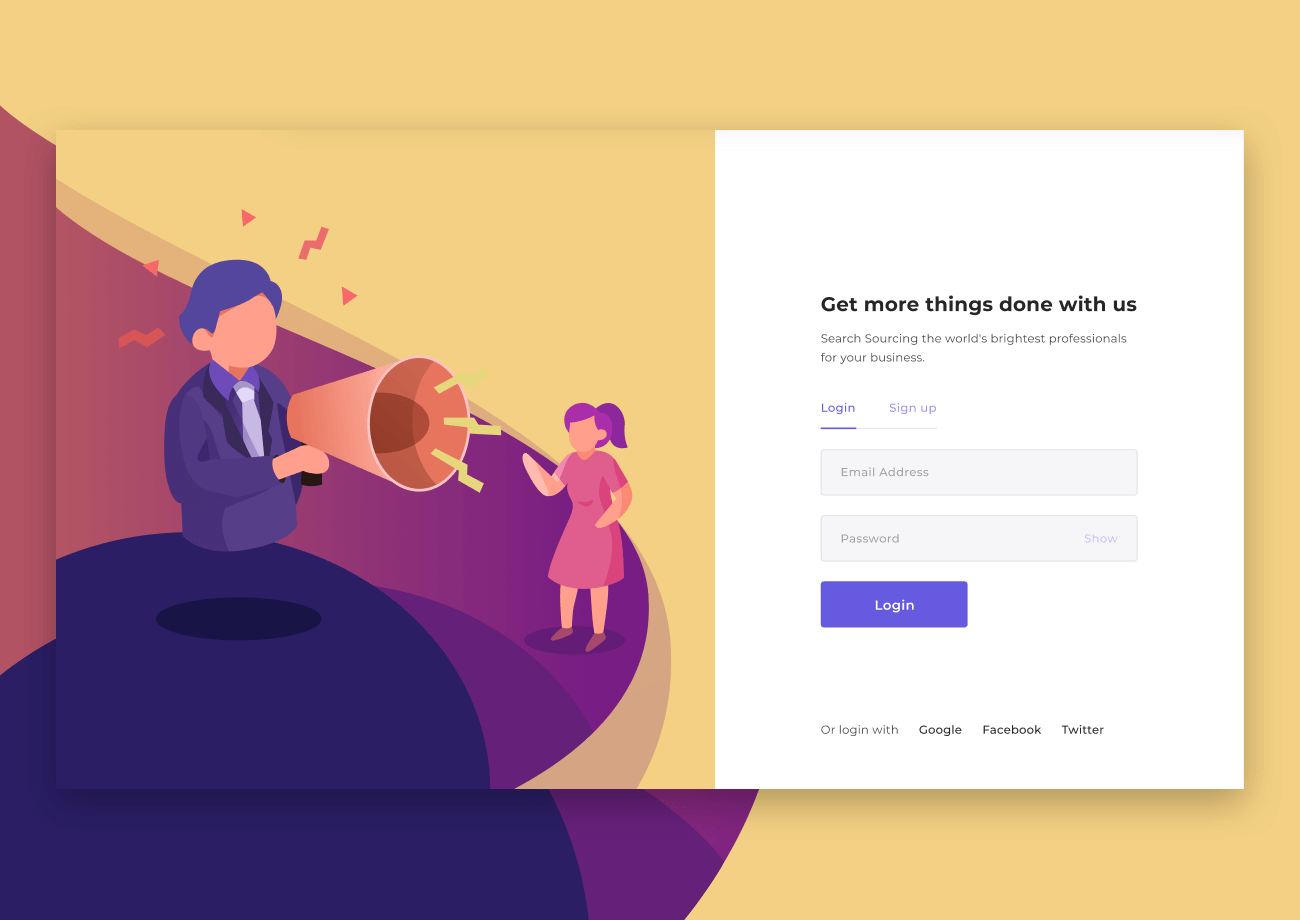 Get more things done with us
Search Sourcing the world's brightest professionals
for your business.
Login Sign up
Email Address
Password Show
Login
Or login with Google Facebook Twitter